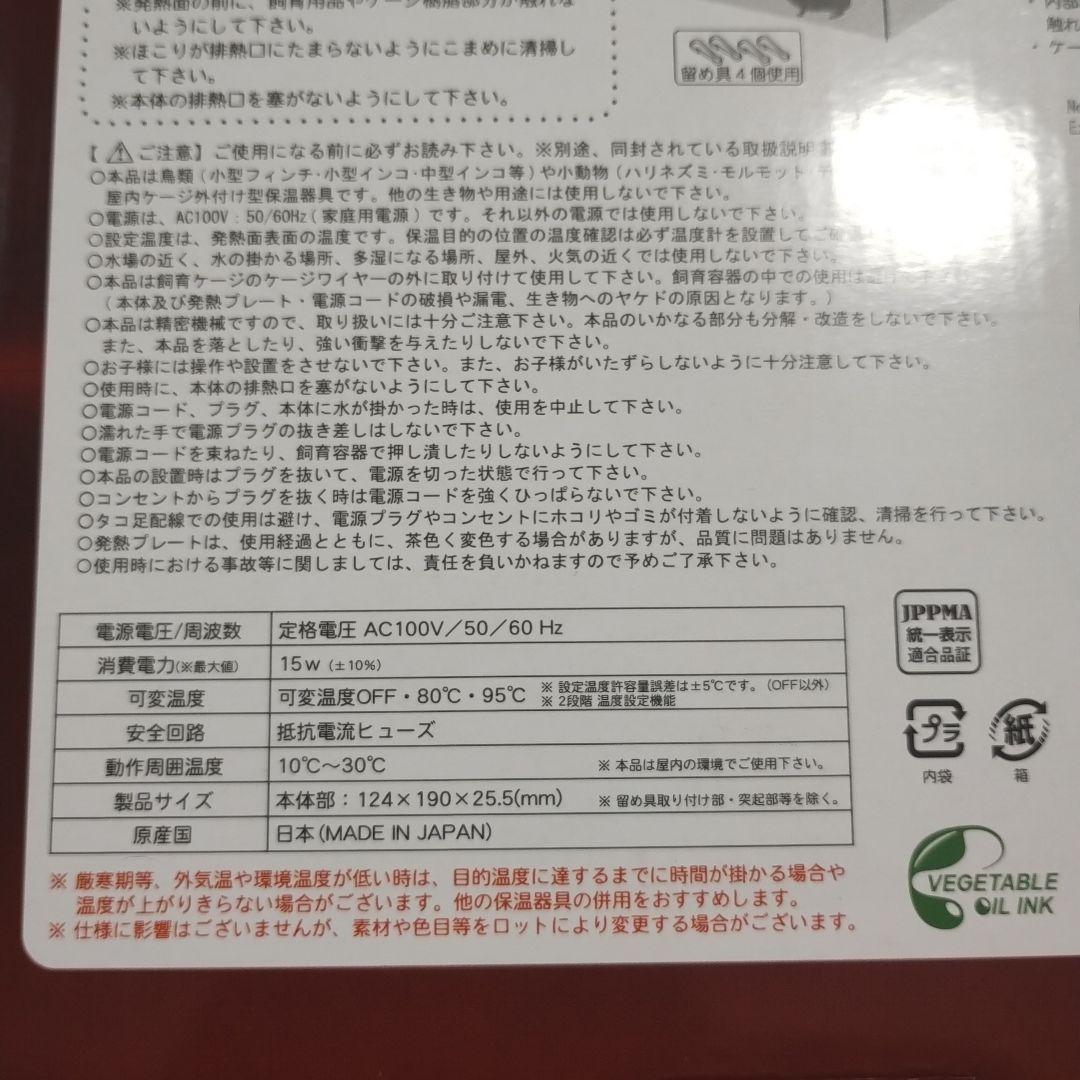 ※発熱面の前に、飼育用品やケージ樹脂部分が触れな
いようにして下さい。
※ほこりが排熱口にたまらないようにこまめに清掃し
て下さい。
※本体の排熱口を塞がないようにして下さい。
留め具4個使用
触れ
・ケー
【⚠ご注意】ご使用になる前に必ずお読み下さい。※別途、同封されている取扱説明
○本品は鳥類(小型フィンチ・小型インコ・中型インコ等)や小動物(ハリネズミ・モルモット・
屋内ケージ外付け型保温器具です。他の生き物や用途には使用しないで下さい。
○電源は、AC100V:50/60Hz(家庭用電源)です。それ以外の電源では使用しないで下さい。
○設定温度は、発熱面表面の温度です。保温目的の位置の温度確認は必ず温度計を設置して
○水場の近く、水の掛かる場所、多湿になる場所、屋外、火気の近くでは使用しないで下さい。
○本品は飼育ケージのケージワイヤーの外に取り付けて使用して下さい。飼育容器の中での使用は
(本体及び発熱プレート・電源コードの破損や漏電、生き物へのヤケドの原因となります。)
○本品は精密機械ですので、取り扱いには十分ご注意下さい。本品のいかなる部分も分解・改造をしないで下さい。
また、本品を落としたり、強い衝撃を与えたりしないで下さい。
○お子様には操作や設置をさせないで下さい。また、お子様がいたずらしないように十分注意して下さい。
○使用時に、本体の排熱口を塞がないようにして下さい。
○電源コード、プラグ、本体に水が掛かった時は、使用を中止して下さい。
○濡れた手で電源プラグの抜き差しはしないで下さい。
○電源コードを束ねたり、飼育容器で押し潰したりしないようにして下さい。
○本品の設置時はプラグを抜いて、電源を切った状態で行って下さい。
○コンセントからプラグを抜く時は電源コードを強くひっぱらないで下さい。
○タコ足配線での使用は避け、電源プラグやコンセントにホコリやゴミが付着しないように確認、清掃を行って下さい。
○発熱プレートは、使用経過とともに、茶色く変色する場合がありますが、品質に問題はありません。
○使用時における事故等に関しましては、責任を負いかねますので予めご了承下さい。
電源電圧/周波数 定格電圧 AC100V/50/60 Hz
消費電力(※最大値) 15w (±10%)
可変温度 可変温度OFF・80℃・95℃ ※ 設定温度許容量誤差は±5℃です。(OFF以外)
※ 2段階 温度設定機能
安全回路 抵抗電流ヒューズ
動作周囲温度 10℃〜30℃ ※ 本品は屋内の環境でご使用下さい。
製品サイズ 本体部:124×190×25.5(mm) ※ 留め具取り付け部・突起部等を除く。
原産国 日本(MADE IN JAPAN)
JPPMA
統一表示
適合品証
プラ
内袋
紙
箱
※ 厳寒期等、外気温や環境温度が低い時は、目的温度に達するまでに時間が掛かる場合や
温度が上がりきらない場合がございます。他の保温器具の併用をおすすめします。
※ 仕様に影響はございませんが、素材や色目等をロットにより変更する場合がございます。
VEGETABLE
OIL INK